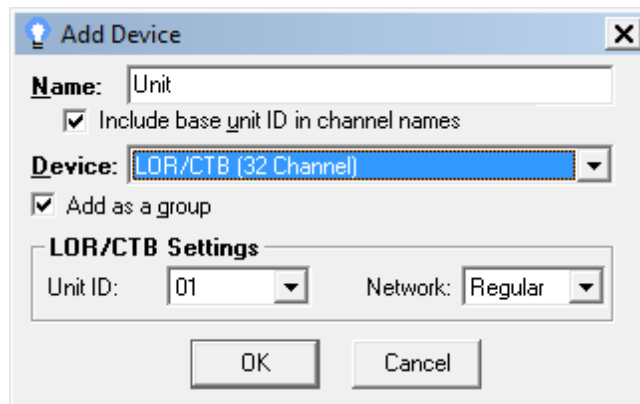 Add Device
Name: Unit
Include base unit ID in channel names
Device: LOR/CTB (32 Channel)
Add as a group
LOR/CTB Settings
Unit ID: 01 Network: Regular
OK Cancel